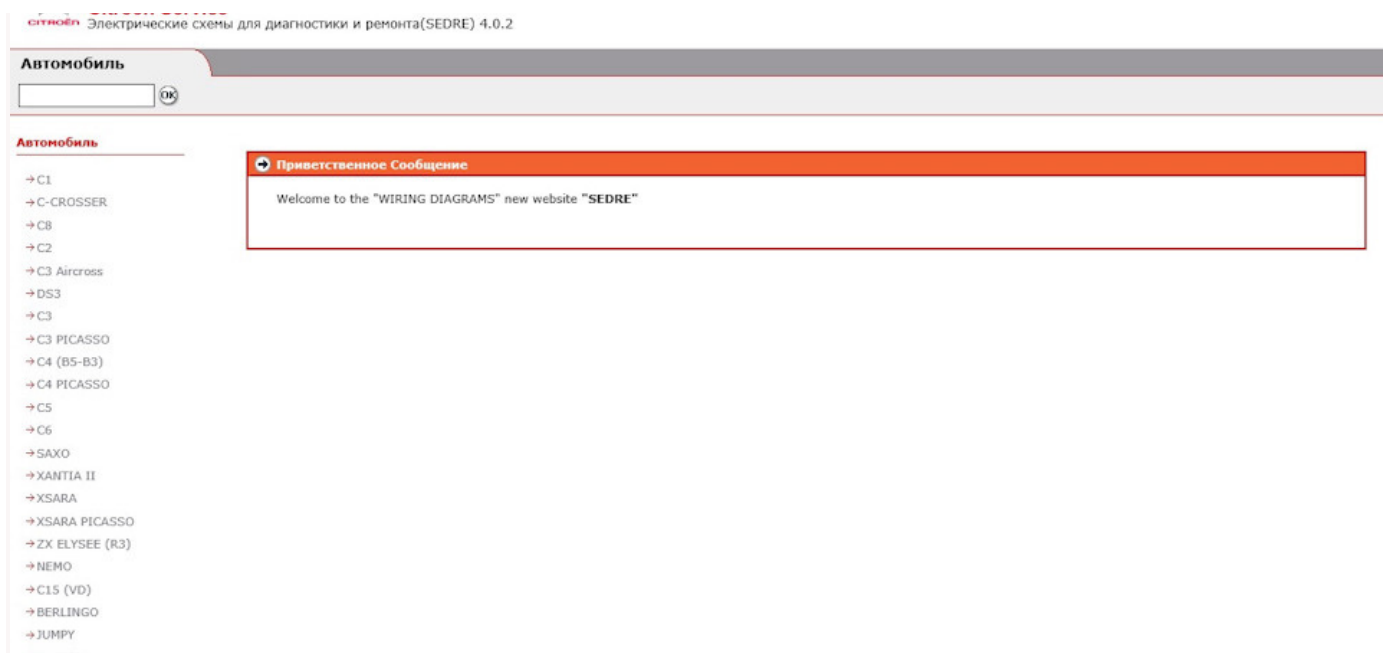 CITROËN Электрические схемы для диагностики и ремонта(SEDRE) 4.0.2
Автомобиль
OK
Автомобиль
Приветственное Сообщение
Welcome to the "WIRING DIAGRAMS" new website "SEDRE"
→C1
→C-CROSSER
→C8
→C2
→C3 Aircross
→DS3
→C3
→C3 PICASSO
→C4 (B5-B3)
→C4 PICASSO
→C5
→C6
→SAXO
→XANTIA II
→XSARA
→XSARA PICASSO
→ZX ELYSEE (R3)
→NEMO
→C15 (VD)
→BERLINGO
→JUMPY